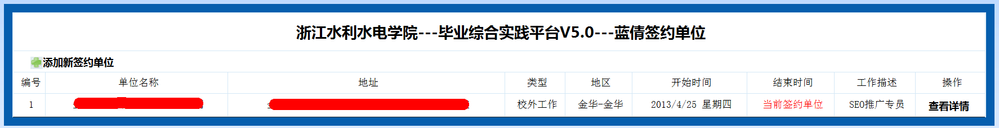 浙江水利水电学院---毕业综合实践平台V5.0---蓝倩签约单位
添加新签约单位
编号 单位名称 地址 类型 地区 开始时间 结束时间 工作描述 操作
1 校外工作 金华-金华 2013/4/25 星期四 当前签约单位 SEO推广专员 查看详情